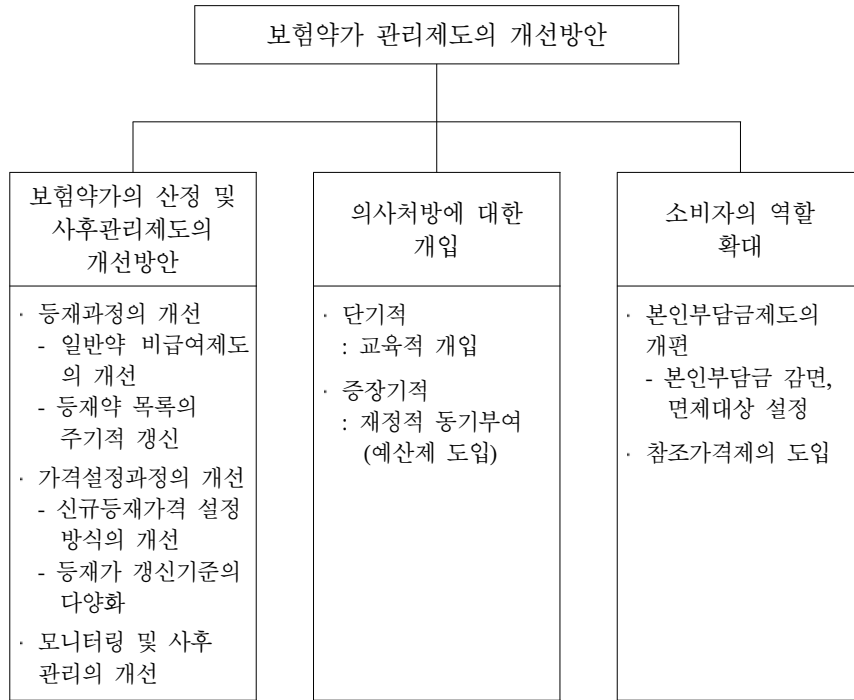 보험약가 관리제도의 개선방안
보험약가의 산정 및
사후관리제도의
개선방안
· 등재과정의 개선
- 일반약 비급여제도
의 개선
- 등재약 목록의
주기적 갱신
· 가격설정과정의 개선
- 신규등재가격 설정
방식의 개선
- 등재가 갱신기준의
다양화
· 모니터링 및 사후
관리의 개선
의사처방에 대한
개입
· 단기적
: 교육적 개입
· 중장기적
: 재정적 동기부여
(예산제 도입)
소비자의 역할
확대
· 본인부담금제도의
개편
- 본인부담금 감면,
면제대상 설정
· 참조가격제의 도입